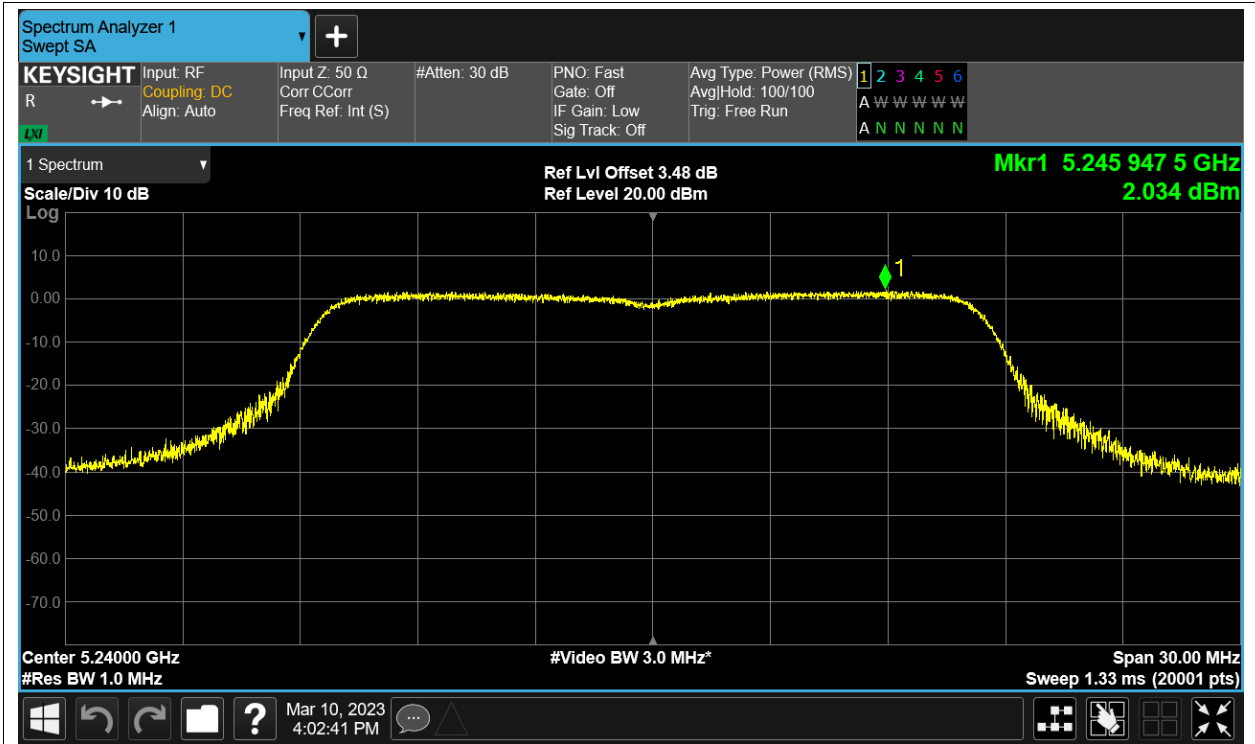 Spectrum Analyzer 1
Swept SA
+
KEYSIGHT
R
LXI
Input: RF
Coupling: DC
Align: Auto
Input Z: 50 Ω
Corr CCorr
Freq Ref: Int (S)
#Atten: 30 dB
PNO: Fast
Gate: Off
IF Gain: Low
Sig Track: Off
Avg Type: Power (RMS)
Avg|Hold: 100/100
Trig: Free Run
1 2 3 4 5 6
A W W W W W
A N N N N N
1 Spectrum
Scale/Div 10 dB
Log
Ref Lvl Offset 3.48 dB
Ref Level 20.00 dBm
Mkr1 5.245 947 5 GHz
2.034 dBm
1
10.0
0.00
-10.0
-20.0
-30.0
-40.0
-50.0
-60.0
-70.0
Center 5.24000 GHz
#Res BW 1.0 MHz
#Video BW 3.0 MHz*
Span 30.00 MHz
Sweep 1.33 ms (20001 pts)
?
Mar 10, 2023
4:02:41 PM